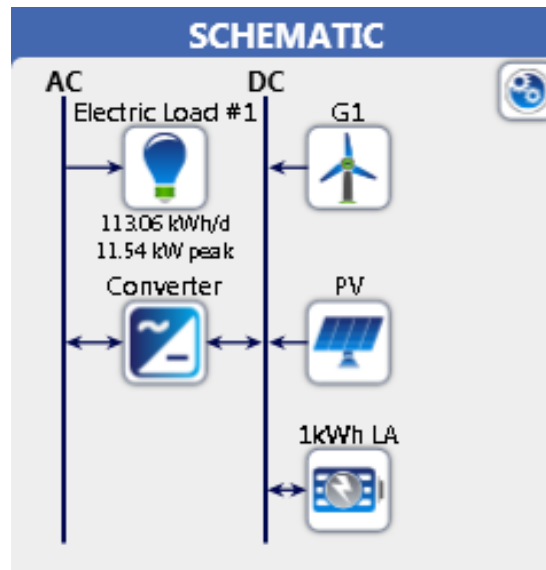 SCHEMATIC
AC DC
Electric Load #1 G1
113.06 kWh/d
11.54 kW peak
Converter PV
1kWh LA